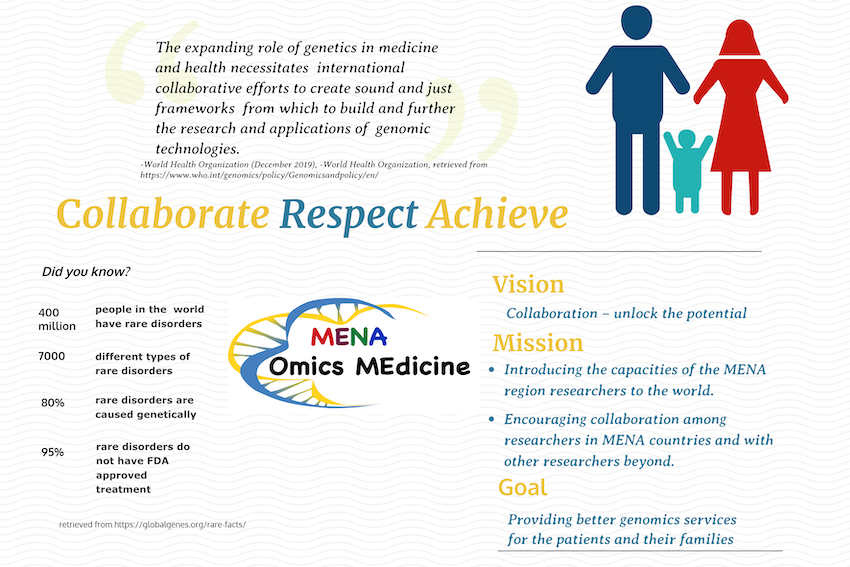 The expanding role of genetics in medicine
and health necessitates international
collaborative efforts to create sound and just
frameworks from which to build and further
the research and applications of genomic
technologies.
-World Health Organization (December 2019), -World Health Organization, retrieved from
https://www.who.int/genomics/policy/Genomicsandpolicy/en/
Collaborate Respect Achieve
Did you know?
400
million
people in the world
have rare disorders
7000
different types of
rare disorders
80%
rare disorders are
caused genetically
95%
rare disorders do
not have FDA
approved
treatment
retrieved from https://globalgenes.org/rare-facts/
MENA
Omics MEdicine
Vision
Collaboration – unlock the potential
Mission
• Introducing the capacities of the MENA
region researchers to the world.
• Encouraging collaboration among
researchers in MENA countries and with
other researchers beyond.
Goal
Providing better genomics services
for the patients and their families